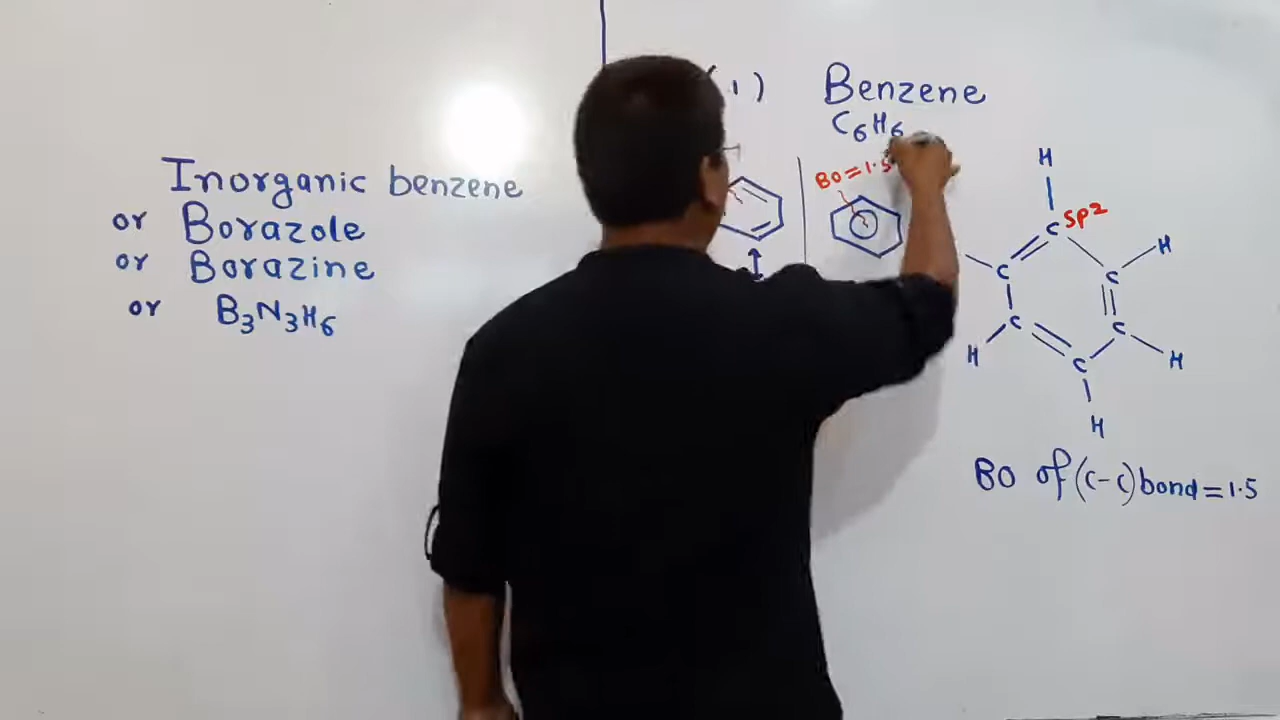 Inorganic benzene
or Borazole
or Borazine
or B₃N₃H₆
(1) Benzene
C₆H₆
BO=1.5
H
C sp2
H
C
C
H
C
C
H
C
H
BO of (C-C) bond = 1.5